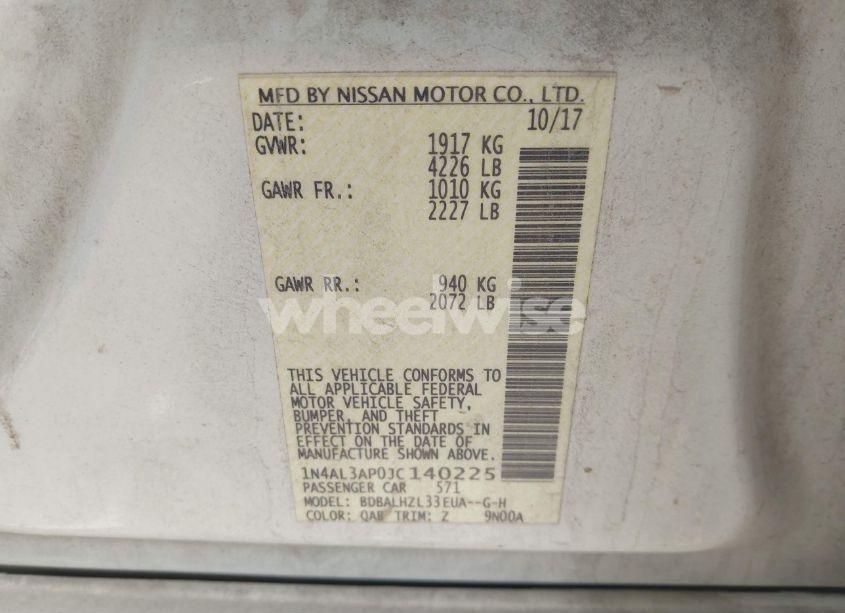 MFD BY NISSAN MOTOR CO., LTD.
DATE: 10/17
GVWR: 1917 KG
4226 LB
GAWR FR.: 1010 KG
2227 LB
GAWR RR.: 940 KG
2072 LB
wheelwise
THIS VEHICLE CONFORMS TO
ALL APPLICABLE FEDERAL
MOTOR VEHICLE SAFETY,
BUMPER, AND THEFT
PREVENTION STANDARDS IN
EFFECT ON THE DATE OF
MANUFACTURE SHOWN ABOVE.
1N4AL3AP0JC140225
PASSENGER CAR 571
MODEL: BDBALHZL33EUA--G-H
COLOR: QAB TRIM: Z 9N00A